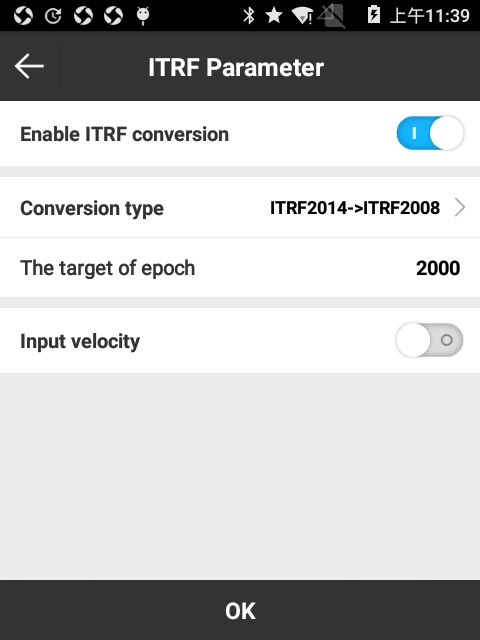 上午11:39
ITRF Parameter
Enable ITRF conversion
Conversion type ITRF2014->ITRF2008
The target of epoch 2000
Input velocity
OK